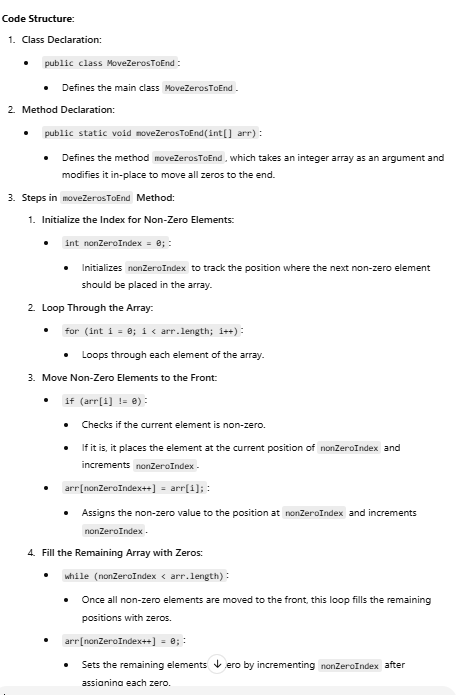 Code Structure:
1. Class Declaration:
• public class MoveZerosToEnd :
• Defines the main class MoveZerosToEnd .
2. Method Declaration:
• public static void moveZerosToEnd(int[] arr) :
• Defines the method moveZerosToEnd , which takes an integer array as an argument and
modifies it in-place to move all zeros to the end.
3. Steps in moveZerosToEnd Method:
1. Initialize the Index for Non-Zero Elements:
• int nonZeroIndex = 0; :
• Initializes nonZeroIndex to track the position where the next non-zero element
should be placed in the array.
2. Loop Through the Array:
• for (int i = 0; i < arr.length; i++) :
• Loops through each element of the array.
3. Move Non-Zero Elements to the Front:
• if (arr[i] != 0) :
• Checks if the current element is non-zero.
• If it is, it places the element at the current position of nonZeroIndex and
increments nonZeroIndex .
• arr[nonZeroIndex++] = arr[i]; :
• Assigns the non-zero value to the position at nonZeroIndex and increments
nonZeroIndex .
4. Fill the Remaining Array with Zeros:
• while (nonZeroIndex < arr.length) :
• Once all non-zero elements are moved to the front, this loop fills the remaining
positions with zeros.
• arr[nonZeroIndex++] = 0; :
• Sets the remaining elements ero by incrementing nonZeroIndex after
assigning each zero.